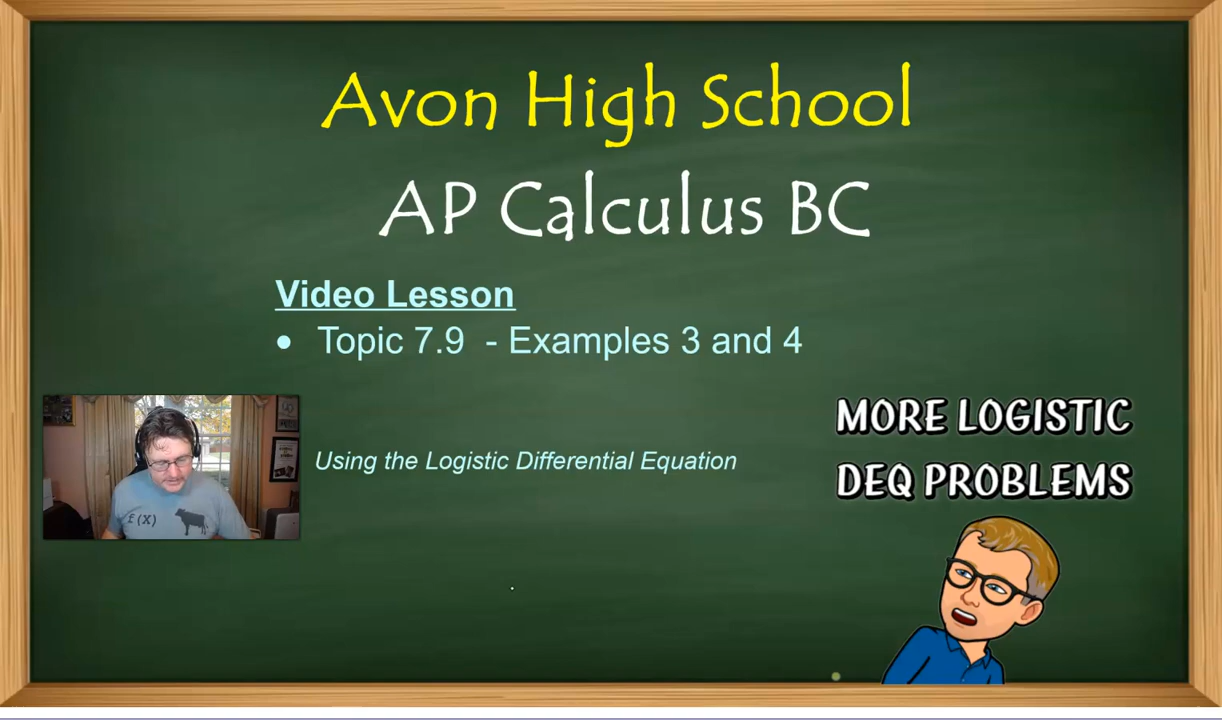 Avon High School
AP Calculus BC
Video Lesson
• Topic 7.9 - Examples 3 and 4
Using the Logistic Differential Equation
MORE LOGISTIC
DEQ PROBLEMS
f(X)